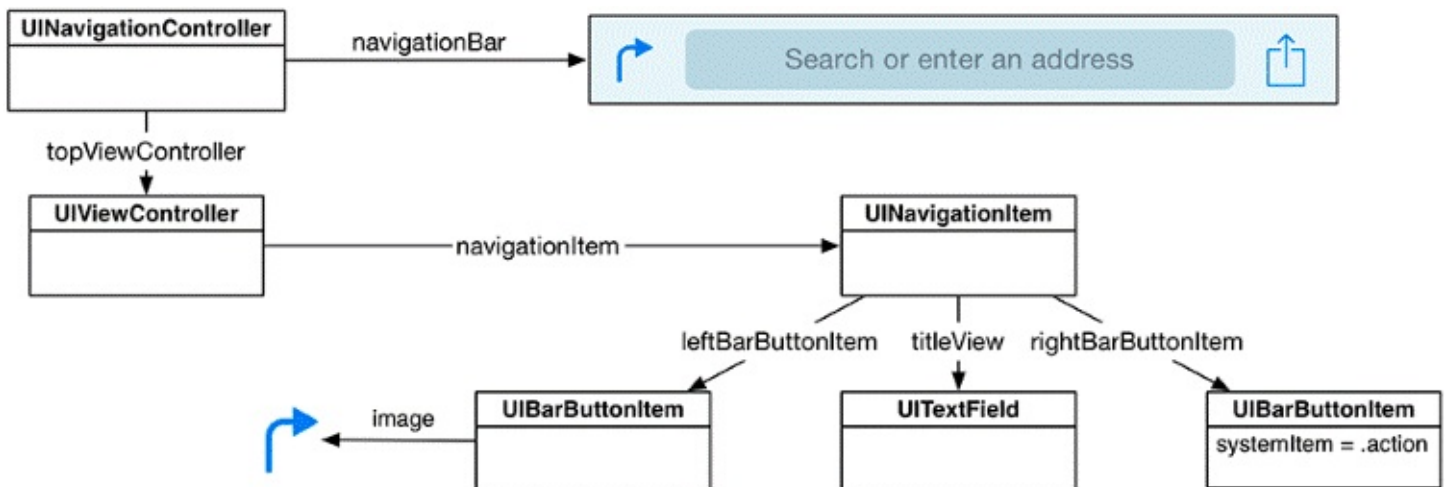 UINavigationController
navigationBar
Search or enter an address
topViewController
UIViewController
navigationItem
UINavigationItem
leftBarButtonItem
titleView
rightBarButtonItem
image
UIBarButtonItem
UITextField
UIBarButtonItem
systemItem = .action